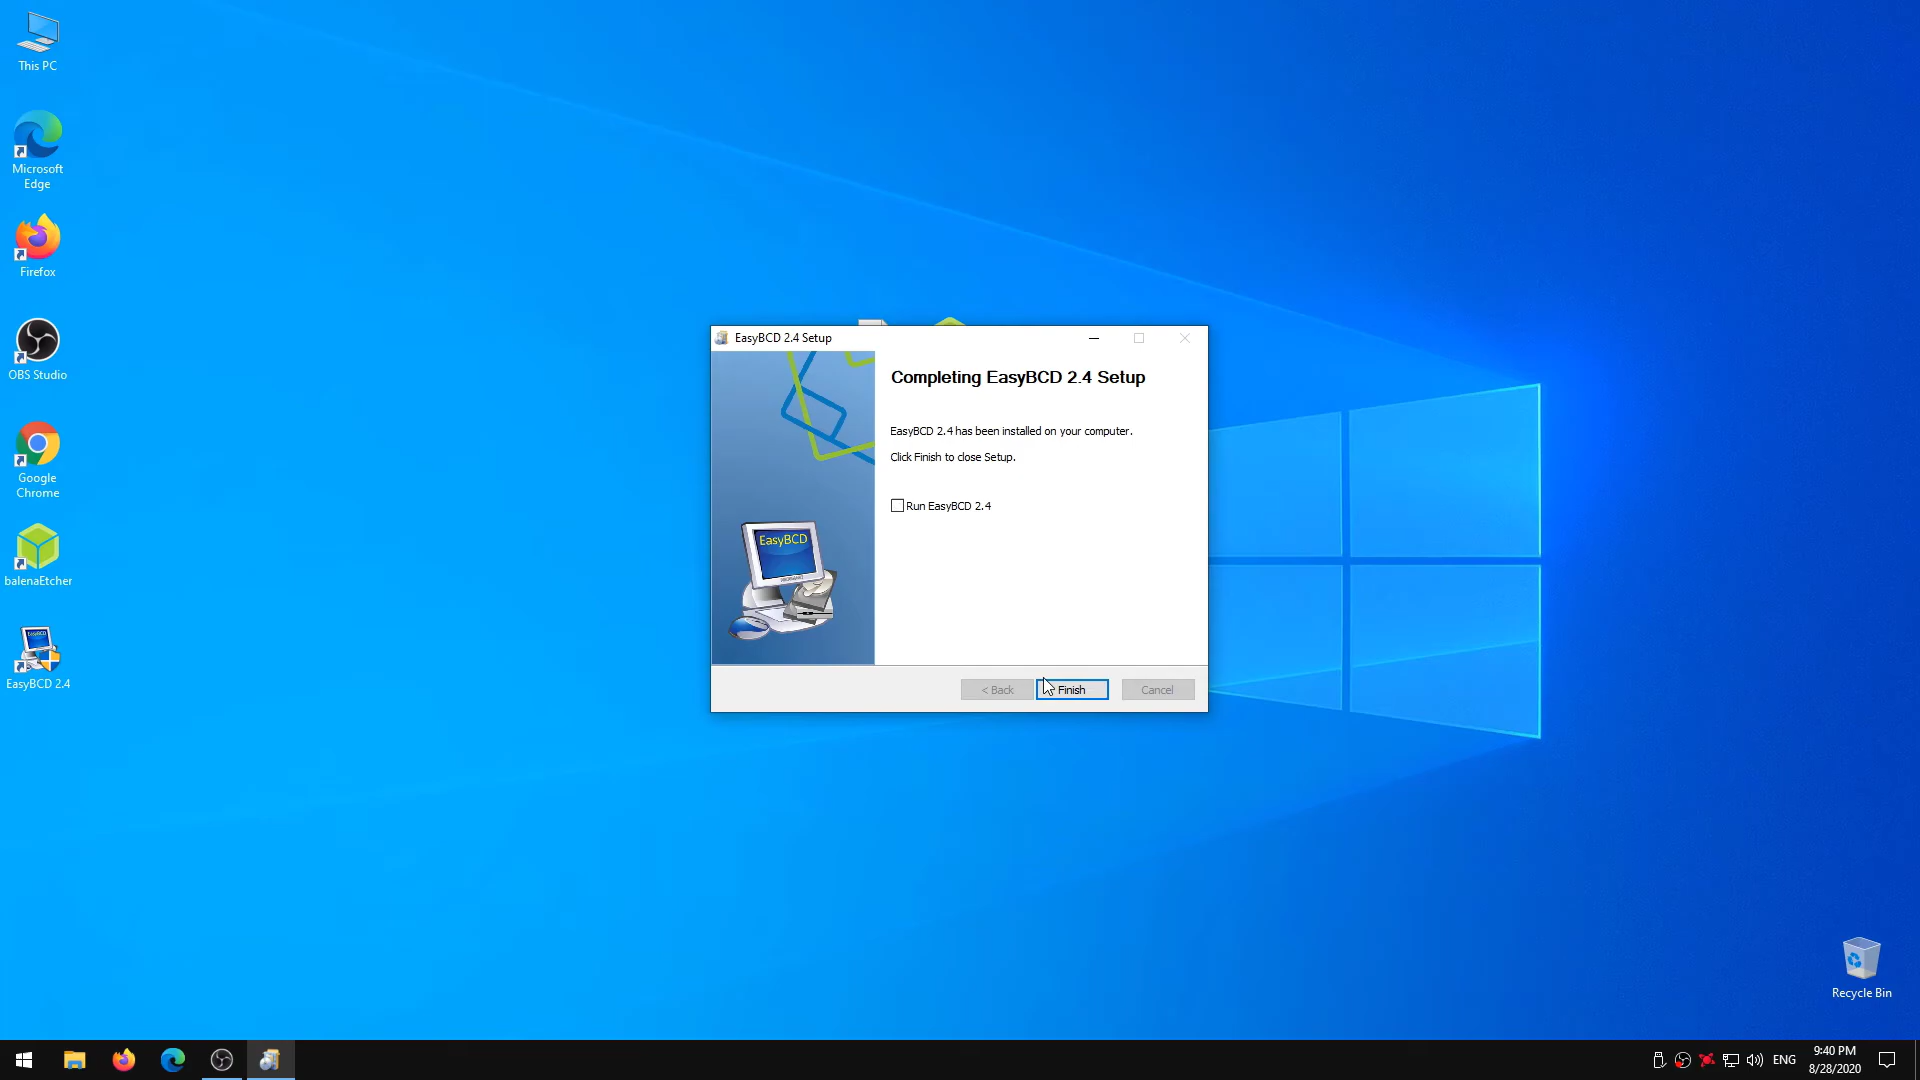 This PC
Microsoft
Edge
Firefox
OBS Studio
Google
Chrome
balenaEtcher
EasyBCD
EasyBCD 2.4
EasyBCD 2.4 Setup
Completing EasyBCD 2.4 Setup
EasyBCD 2.4 has been installed on your computer.
Click Finish to close Setup.
Run EasyBCD 2.4
EasyBCD
< Back
Finish
Cancel
Recycle Bin
ENG
9:40 PM
8/28/2020